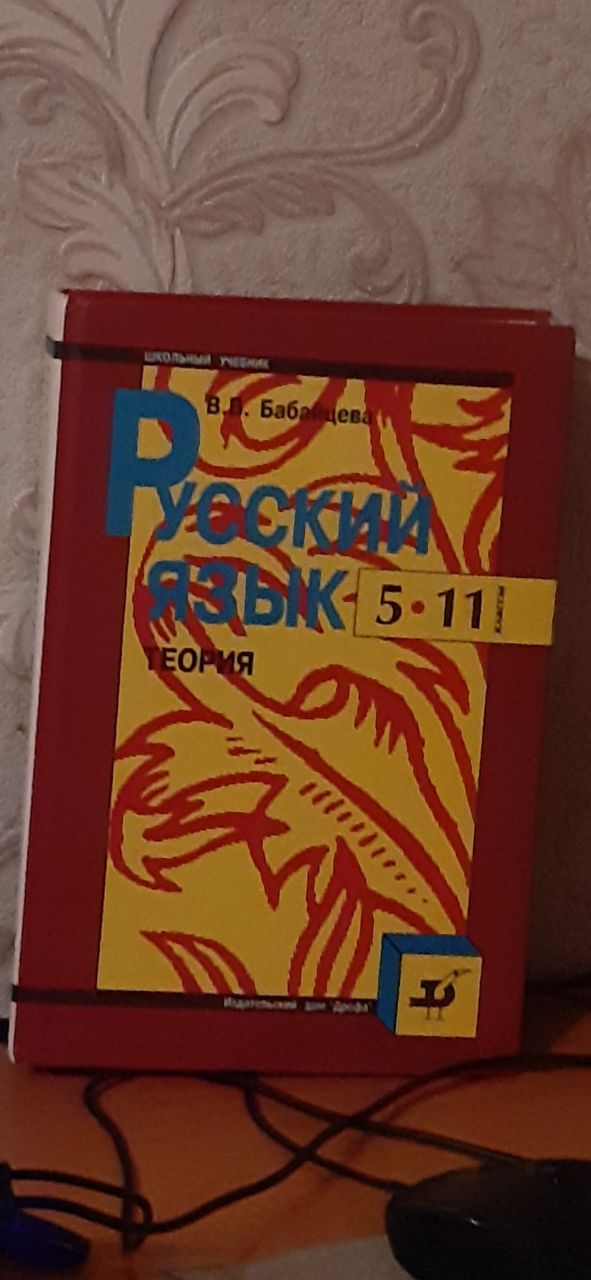 ШКОЛЬНЫЙ УЧЕБНИК
В.В. Бабайцева
РУССКИЙ
ЯЗЫК
5•11
КЛАССЫ
ТЕОРИЯ
Издательский дом "Дрофа"